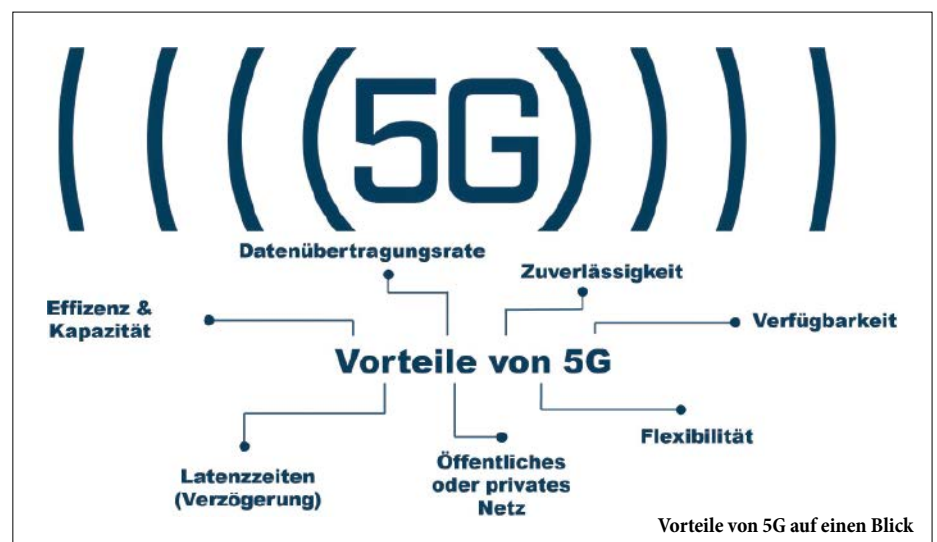 5G
Datenübertragungsrate
Zuverlässigkeit
Effizenz &
Kapazität
Verfügbarkeit
Vorteile von 5G
Flexibilität
Latenzzeiten
(Verzögerung)
Öffentliches
oder privates
Netz
Vorteile von 5G auf einen Blick